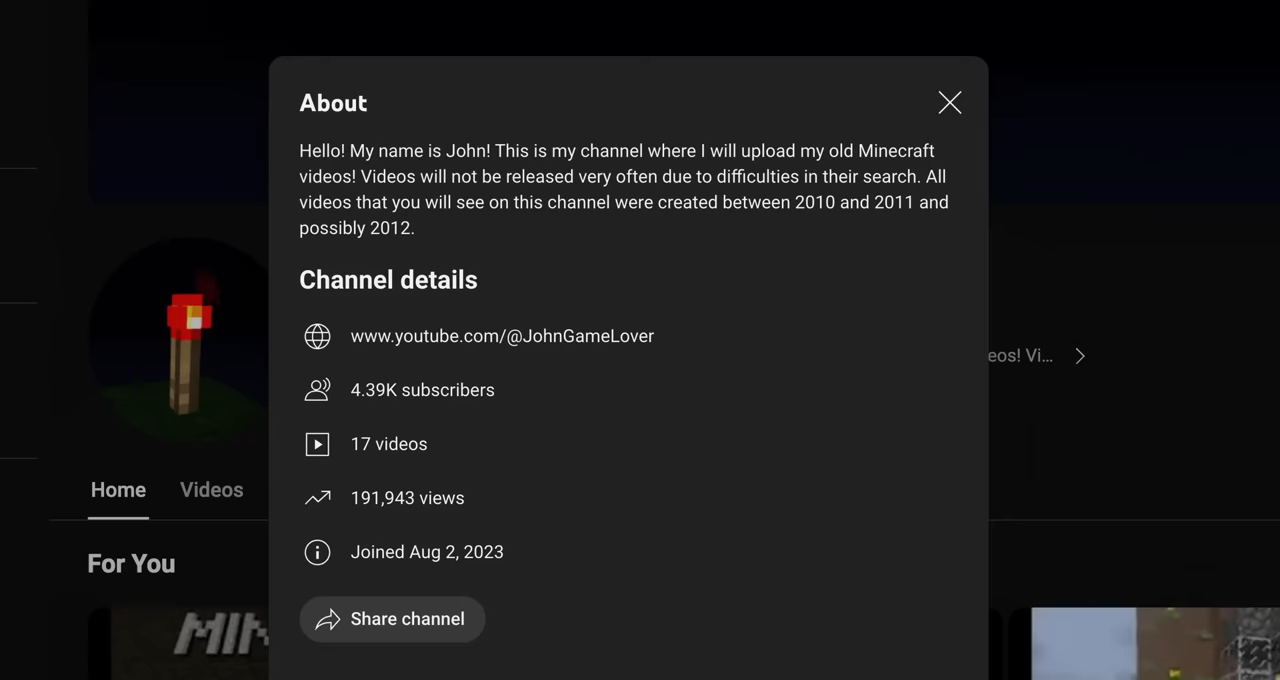 About
Hello! My name is John! This is my channel where I will upload my old Minecraft
videos! Videos will not be released very often due to difficulties in their search. All
videos that you will see on this channel were created between 2010 and 2011 and
possibly 2012.
Channel details
www.youtube.com/@JohnGameLover
eos! Vi...
4.39K subscribers
17 videos
Home
Videos
191,943 views
Joined Aug 2, 2023
For You
Share channel
MIN